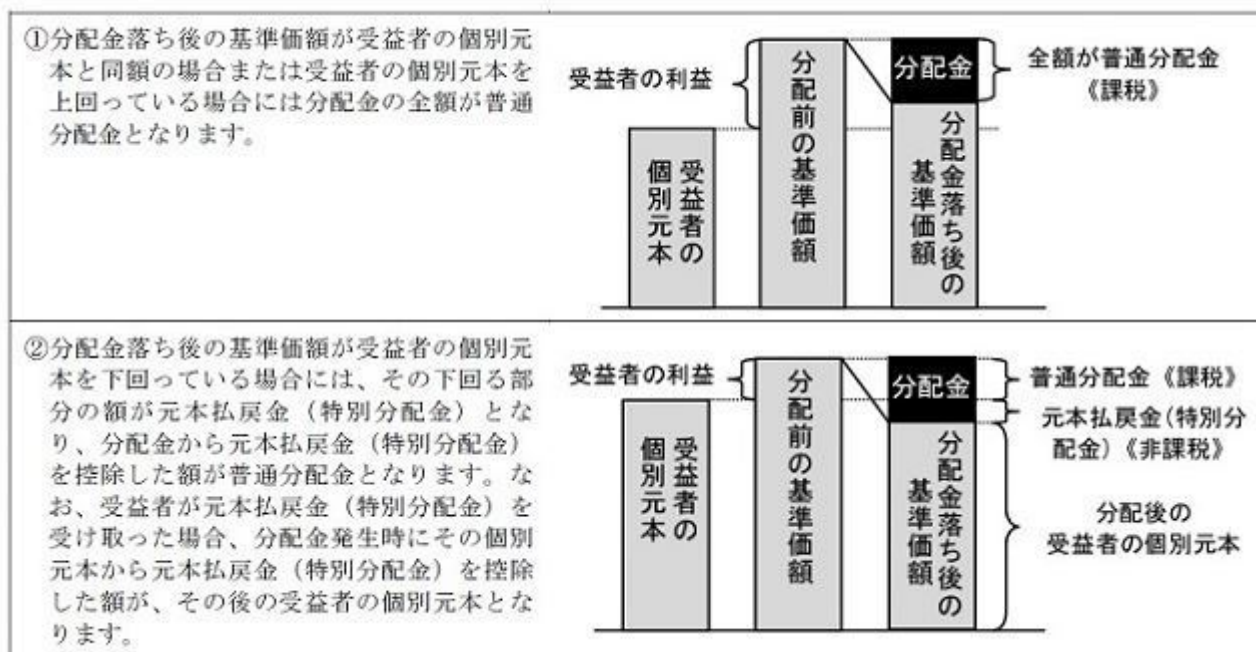 ①分配金落ち後の基準価額が受益者の個別元
本と同額の場合または受益者の個別元本を
上回っている場合には分配金の全額が普通
分配金となります。
受益者の利益
受益者の
個別元本
分配前の基準価額
分配金
分配金落ち後の
基準価額
全額が普通分配金
《課税》
②分配金落ち後の基準価額が受益者の個別元
本を下回っている場合には、その下回る部
分の額が元本払戻金（特別分配金）とな
り、分配金から元本払戻金（特別分配金）
を控除した額が普通分配金となります。な
お、受益者が元本払戻金（特別分配金）を
受け取った場合、分配金発生時にその個別
元本から元本払戻金（特別分配金）を控除
した額が、その後の受益者の個別元本とな
ります。
受益者の利益
受益者の
個別元本
分配前の基準価額
分配金
分配金落ち後の
基準価額
普通分配金《課税》
元本払戻金(特別分
配金)《非課税》
分配後の
受益者の個別元本